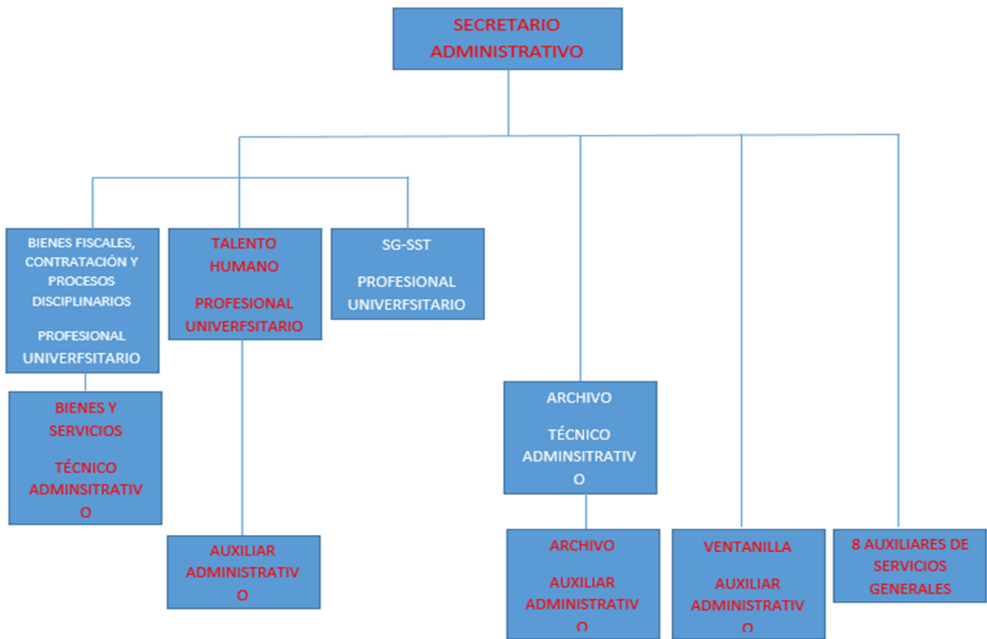 SECRETARIO
ADMINISTRATIVO
BIENES FISCALES,
CONTRATACIÓN Y
PROCESOS
DISCIPLINARIOS
PROFESIONAL
UNIVERFSITARIO
TALENTO
HUMANO
PROFESIONAL
UNIVERFSITARIO
SG-SST
PROFESIONAL
UNIVERFSITARIO
BIENES Y
SERVICIOS
TÉCNICO
ADMINSITRATIV
O
ARCHIVO
TÉCNICO
ADMINSITRATIV
O
AUXILIAR
ADMINISTRATIV
O
ARCHIVO
AUXILIAR
ADMINISTRATIV
O
VENTANILLA
AUXILIAR
ADMINISTRATIV
O
8 AUXILIARES DE
SERVICIOS
GENERALES